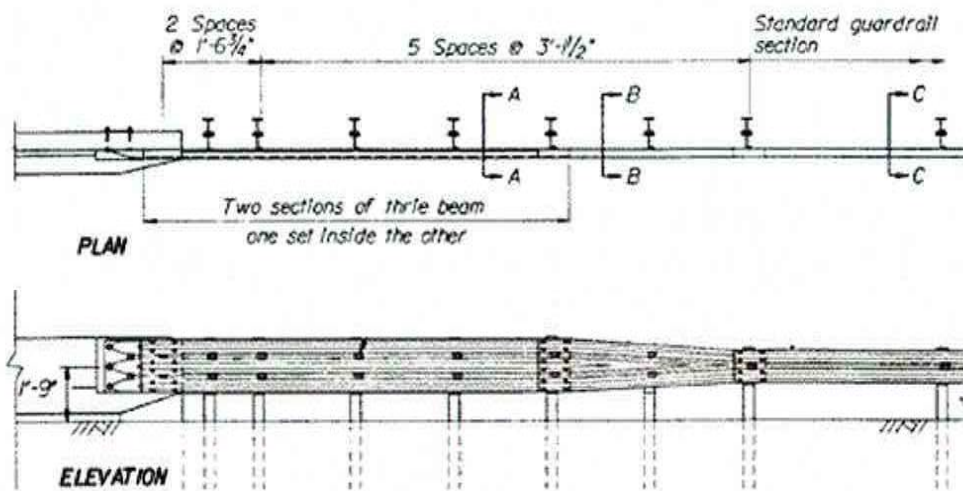 2 Spaces
@ 1'-6¾"
5 Spaces @ 3'-1½"
Standard guardrail
section
A
B
C
A
B
C
Two sections of thrie beam
one set inside the other
PLAN
1'-9"
ELEVATION